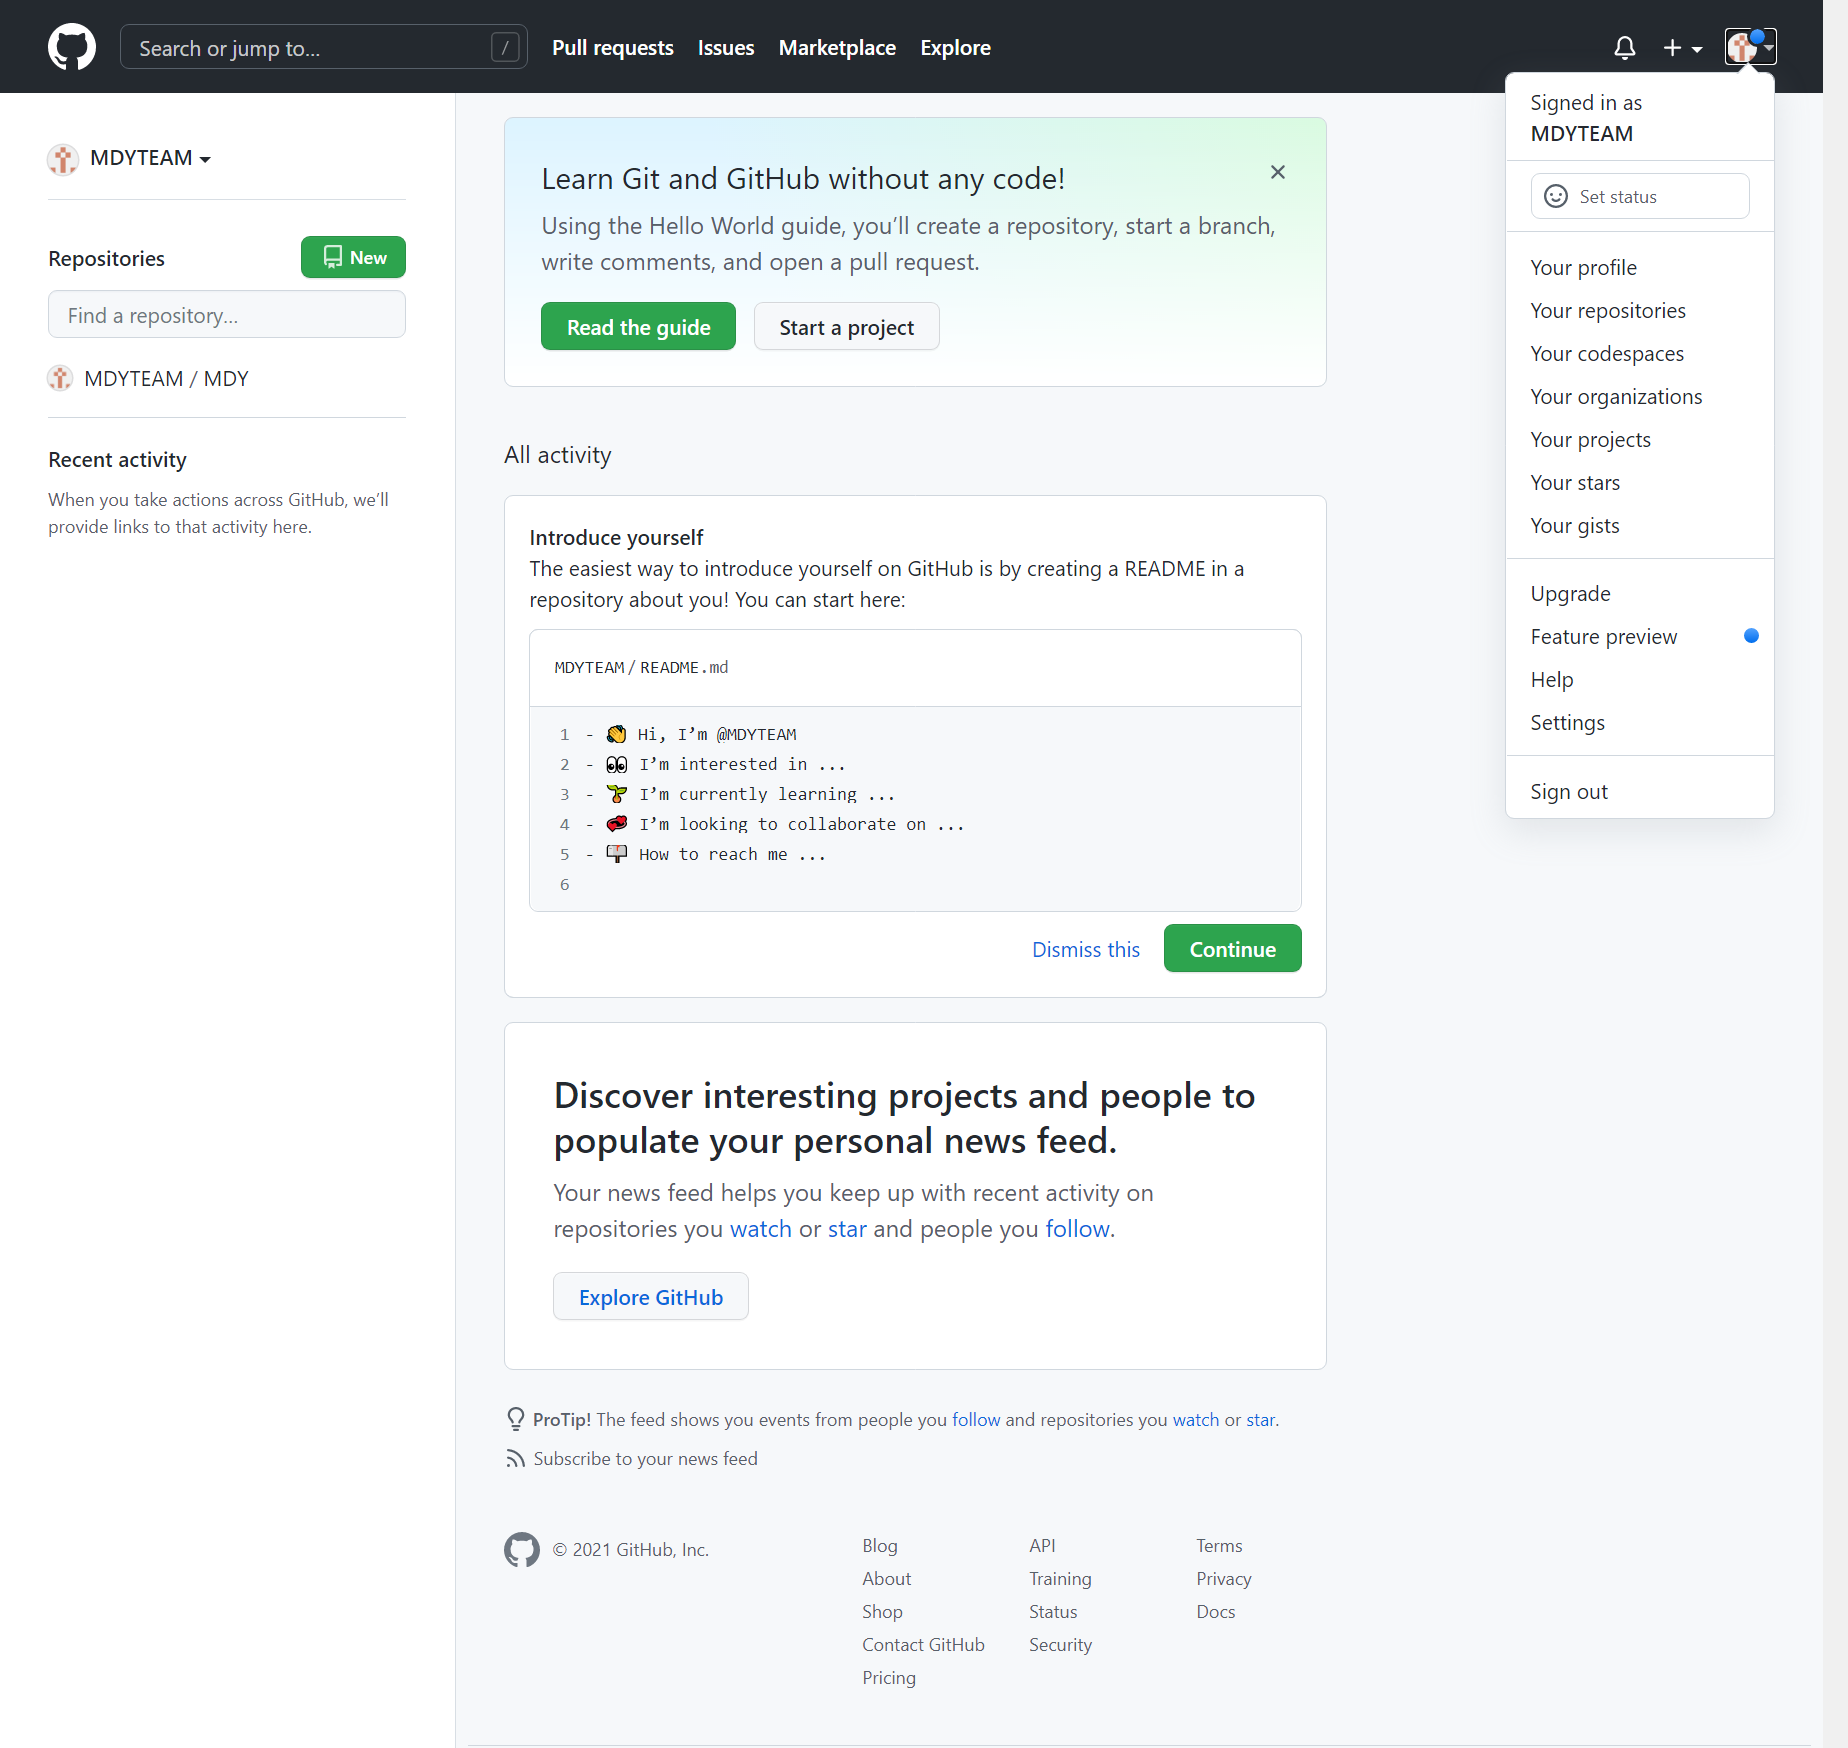 Search or jump to...
/
Pull requests
Issues
Marketplace
Explore
Signed in as
MDYTEAM
Set status
Your profile
Your repositories
Your codespaces
Your organizations
Your projects
Your stars
Your gists
Upgrade
Feature preview
Help
Settings
Sign out
MDYTEAM
Repositories
New
Find a repository...
MDYTEAM / MDY
Recent activity
When you take actions across GitHub, we’ll
provide links to that activity here.
Learn Git and GitHub without any code!
Using the Hello World guide, you’ll create a repository, start a branch,
write comments, and open a pull request.
Read the guide
Start a project
All activity
Introduce yourself
The easiest way to introduce yourself on GitHub is by creating a README in a
repository about you! You can start here:
MDYTEAM / README.md
1 - 👋 Hi, I’m @MDYTEAM
2 - 👀 I’m interested in ...
3 - 🌱 I’m currently learning ...
4 - 💞️ I’m looking to collaborate on ...
5 - 📫 How to reach me ...
6
Dismiss this
Continue
Discover interesting projects and people to
populate your personal news feed.
Your news feed helps you keep up with recent activity on
repositories you watch or star and people you follow.
Explore GitHub
ProTip! The feed shows you events from people you follow and repositories you watch or star.
Subscribe to your news feed
© 2021 GitHub, Inc.
Blog
About
Shop
Contact GitHub
Pricing
API
Training
Status
Security
Terms
Privacy
Docs